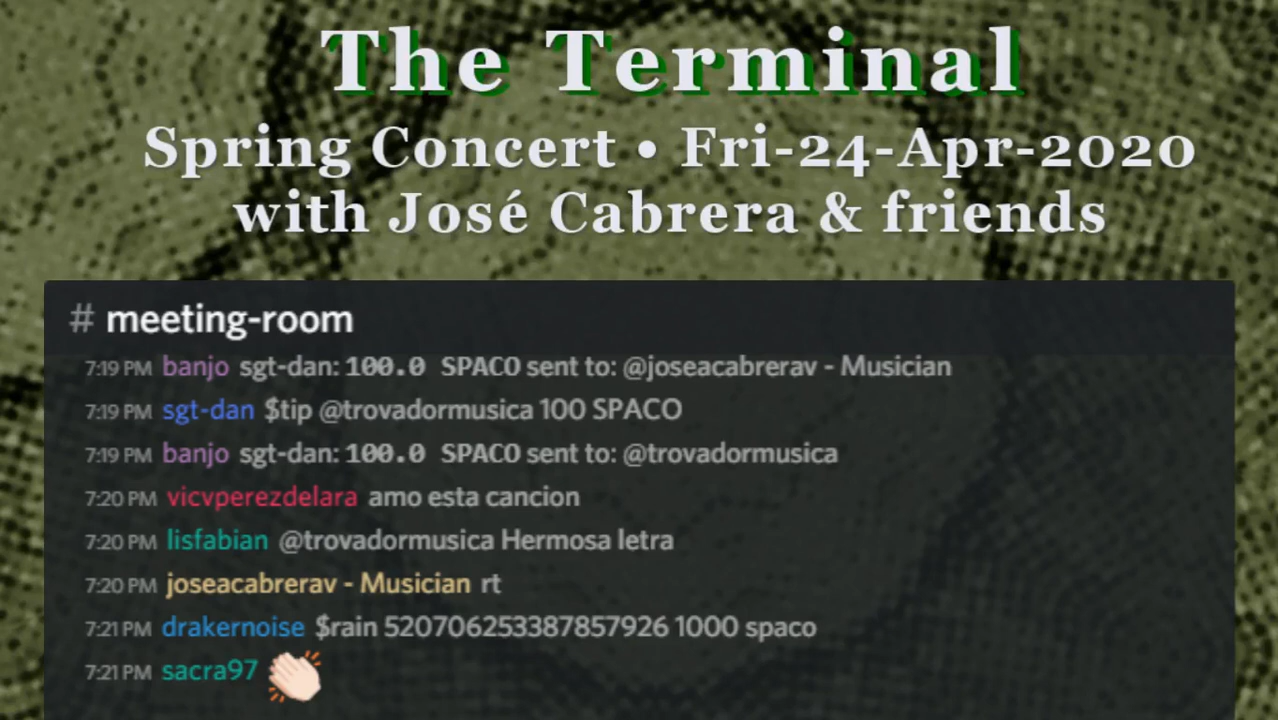 The Terminal
Spring Concert • Fri-24-Apr-2020
with José Cabrera & friends
# meeting-room
7:19 PM banjo sgt-dan: 100.0 SPACO sent to: @joseacabrerav - Musician
7:19 PM sgt-dan $tip @trovadormusica 100 SPACO
7:19 PM banjo sgt-dan: 100.0 SPACO sent to: @trovadormusica
7:20 PM vicvperezdelara amo esta cancion
7:20 PM lisfabian @trovadormusica Hermosa letra
7:20 PM joseacabrerav - Musician rt
7:21 PM drakernoise $rain 520706253387857926 1000 spaco
7:21 PM sacra97